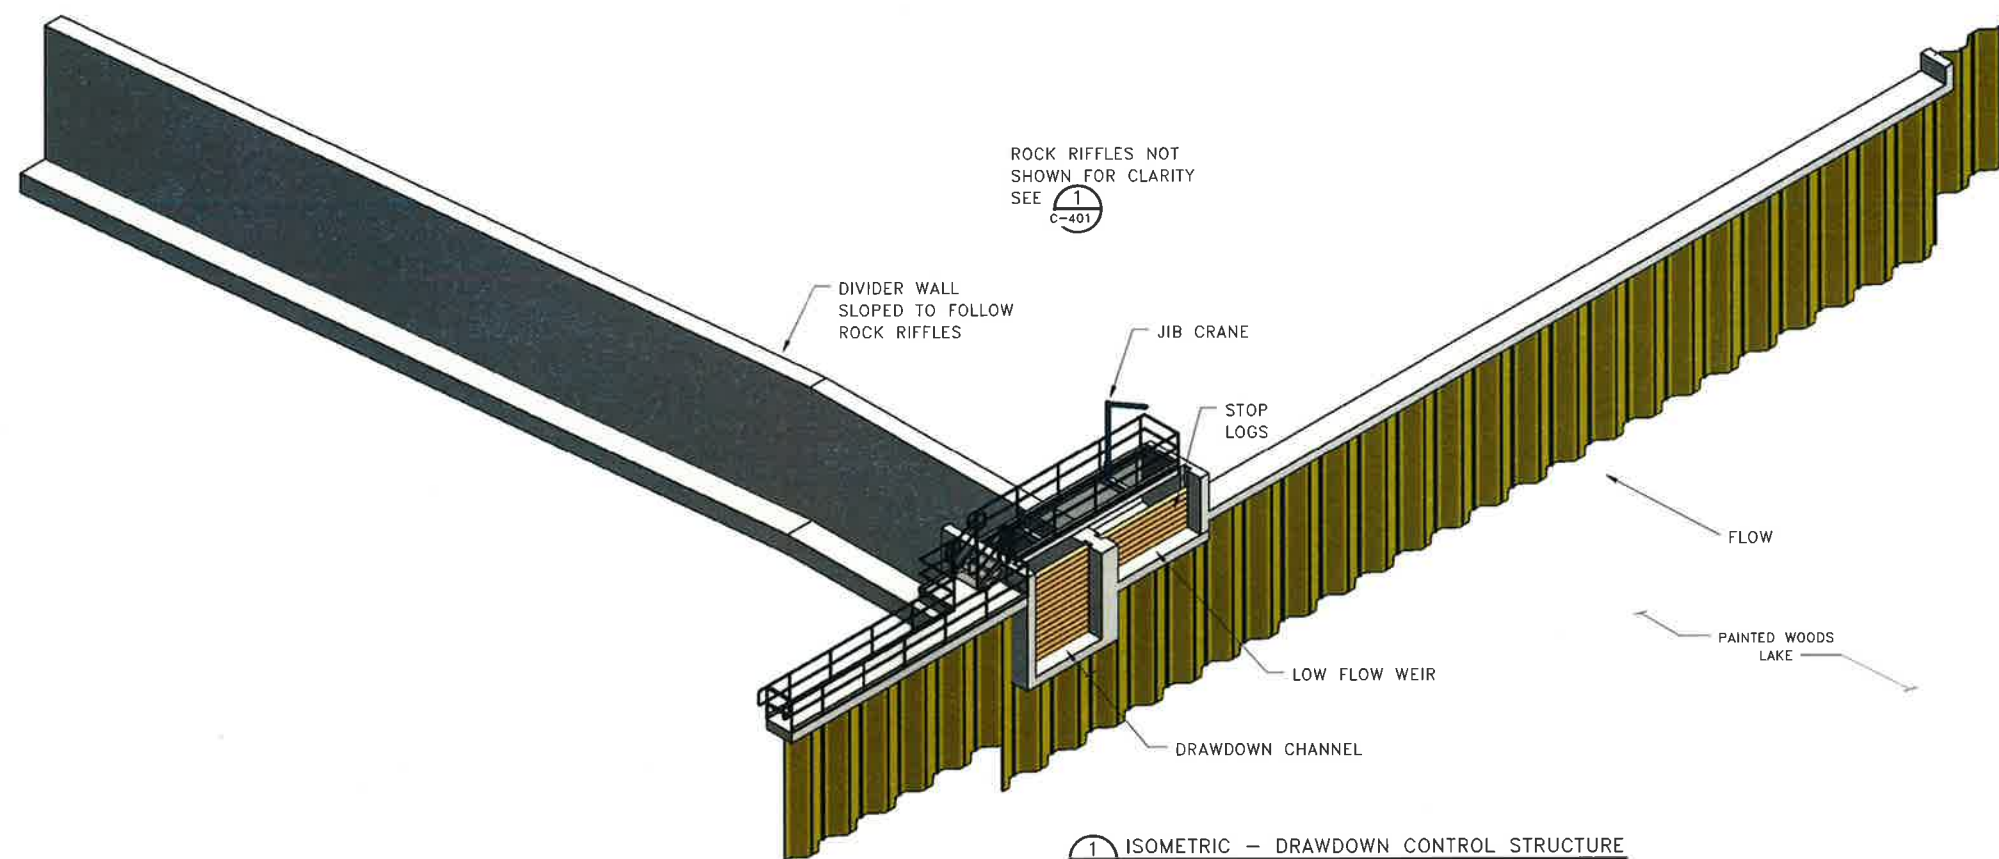 ROCK RIFFLES NOT
SHOWN FOR CLARITY
SEE 1
C-401
DIVIDER WALL
SLOPED TO FOLLOW
ROCK RIFFLES
JIB CRANE
STOP
LOGS
FLOW
PAINTED WOODS
LAKE
LOW FLOW WEIR
DRAWDOWN CHANNEL
1 ISOMETRIC – DRAWDOWN CONTROL STRUCTURE